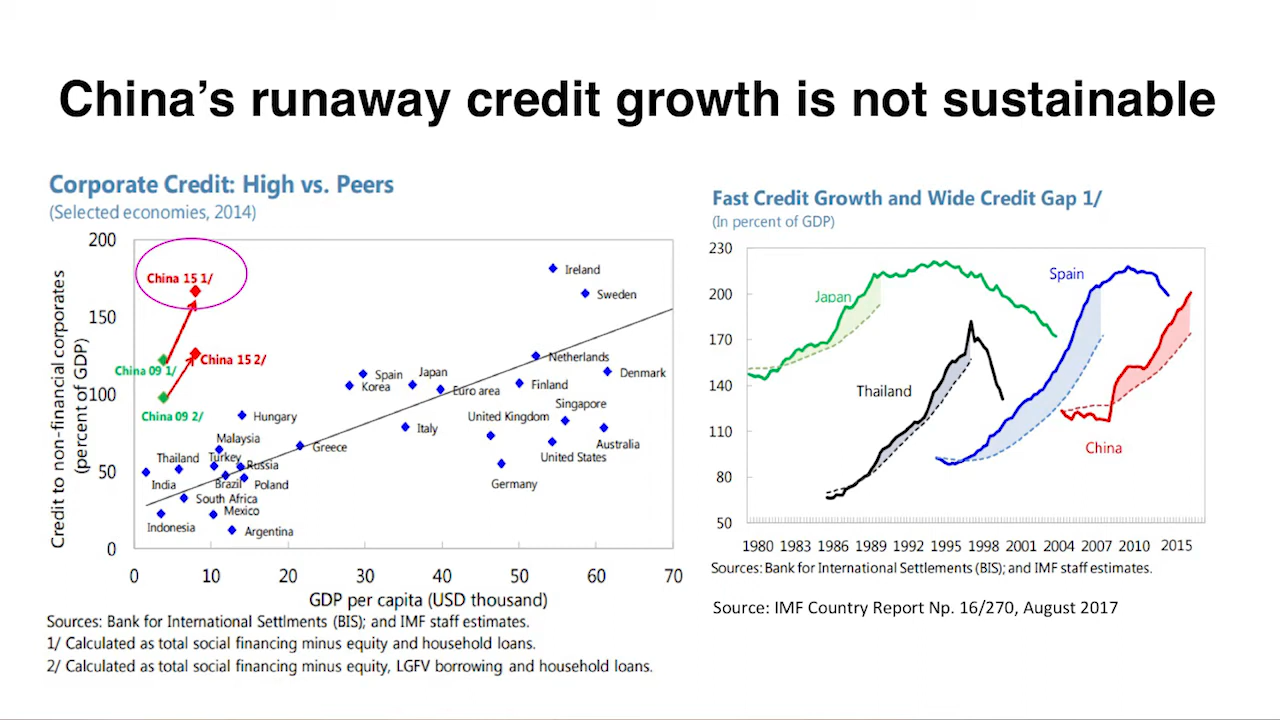 China's runaway credit growth is not sustainable
Corporate Credit: High vs. Peers
(Selected economies, 2014)
Credit to non-financial corporates
(percent of GDP)
200
150
100
50
0
China 15 1/
China 09 1/
China 15 2/
China 09 2/
Ireland
Sweden
Netherlands
Denmark
Spain
Japan
Korea
Euro area
Finland
Singapore
Hungary
United Kingdom
Italy
Australia
Malaysia
Greece
United States
Thailand
Turkey
Russia
India
Brazil
Poland
Germany
South Africa
Mexico
Indonesia
Argentina
0 10 20 30 40 50 60 70
GDP per capita (USD thousand)
Sources: Bank for International Settlments (BIS); and IMF staff estimates.
1/ Calculated as total social financing minus equity and household loans.
2/ Calculated as total social financing minus equity, LGFV borrowing and household loans.
Fast Credit Growth and Wide Credit Gap 1/
(In percent of GDP)
230
200
170
140
110
80
50
Japan
Spain
Thailand
China
1980 1983 1986 1989 1992 1995 1998 2001 2004 2007 2010 2015
Sources: Bank for International Settlements (BIS); and IMF staff estimates.
Source: IMF Country Report Np. 16/270, August 2017